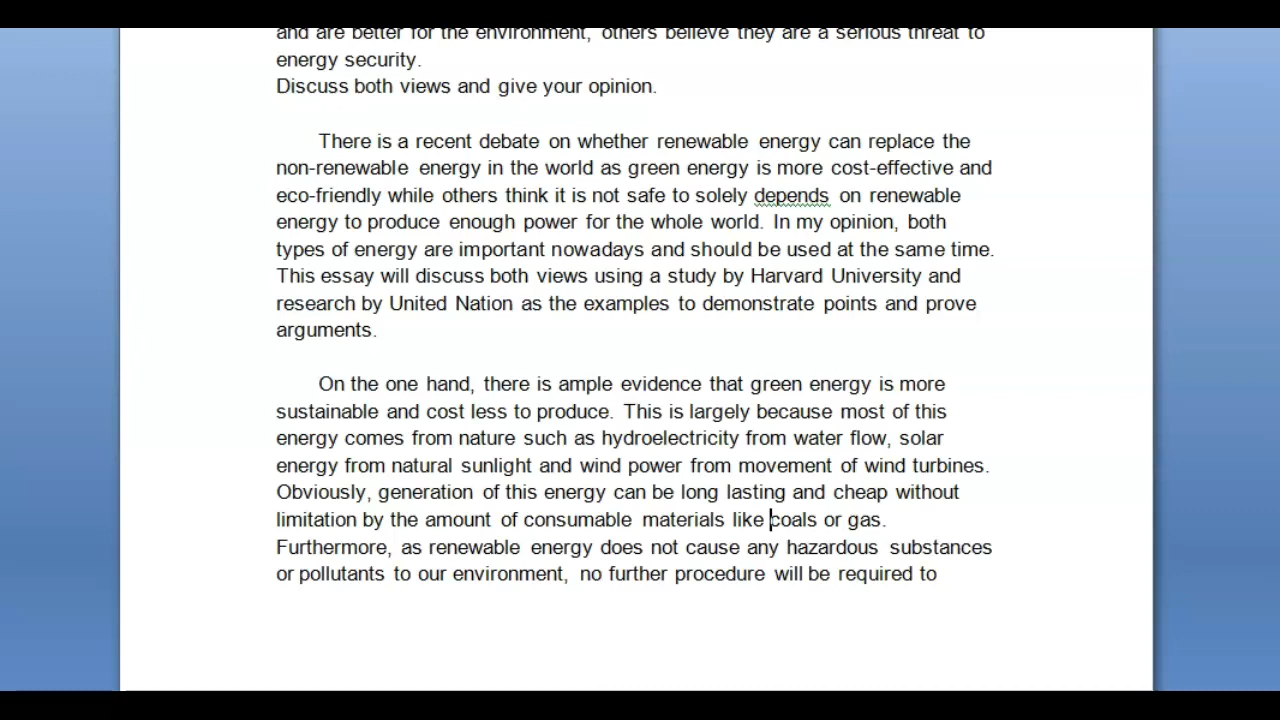 and are better for the environment, others believe they are a serious threat to
energy security.
Discuss both views and give your opinion.
There is a recent debate on whether renewable energy can replace the
non-renewable energy in the world as green energy is more cost-effective and
eco-friendly while others think it is not safe to solely depends on renewable
energy to produce enough power for the whole world. In my opinion, both
types of energy are important nowadays and should be used at the same time.
This essay will discuss both views using a study by Harvard University and
research by United Nation as the examples to demonstrate points and prove
arguments.
On the one hand, there is ample evidence that green energy is more
sustainable and cost less to produce. This is largely because most of this
energy comes from nature such as hydroelectricity from water flow, solar
energy from natural sunlight and wind power from movement of wind turbines.
Obviously, generation of this energy can be long lasting and cheap without
limitation by the amount of consumable materials like coals or gas.
Furthermore, as renewable energy does not cause any hazardous substances
or pollutants to our environment, no further procedure will be required to